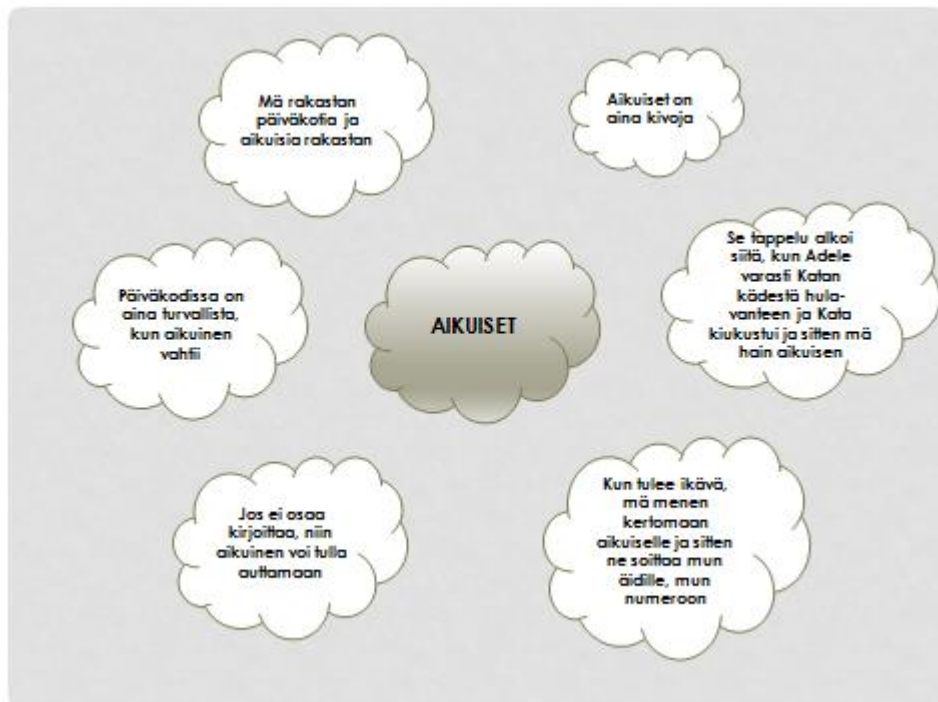 Mä rakastan
päiväkotia ja
aikuisia rakastan
Aikuiset on
aina kivoja
Se tappelu alkoi
siitä, kun Adele
varasti Katan
kädestä hula-
vanteen ja Kata
kiukustui ja sitten mä
hain aikuisen
Päiväkodissa on
aina turvallista,
kun aikuinen
vahtii
AIKUISET
Jos ei osaa
kirjoittaa, niin
aikuinen voi tulla
auttamaan
Kun tulee ikävä,
mä menen
kertomaan
aikuiselle ja sitten
ne soittaa mun
äidille, mun
numeroon